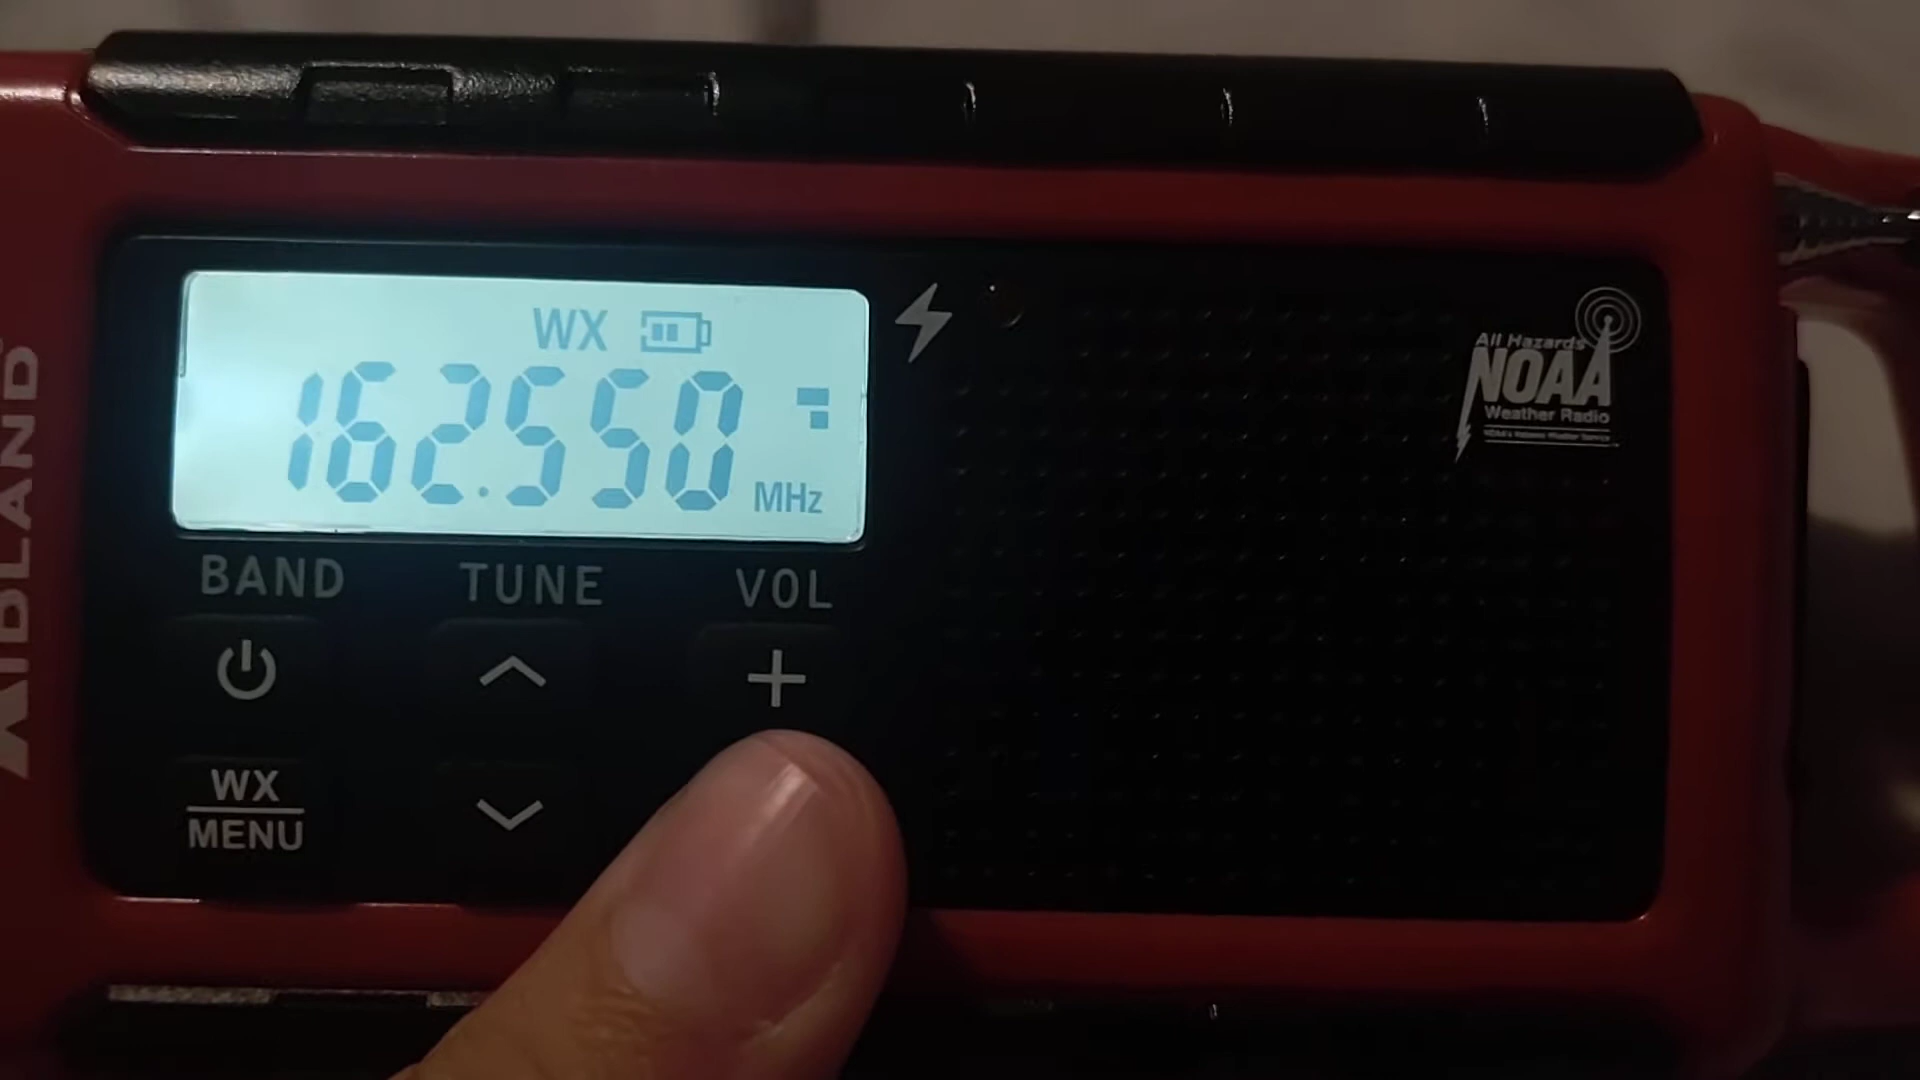 WX
162.550
MHz
BAND TUNE VOL
WX
MENU
MIDLAND
All Hazards
NOAA
Weather Radio